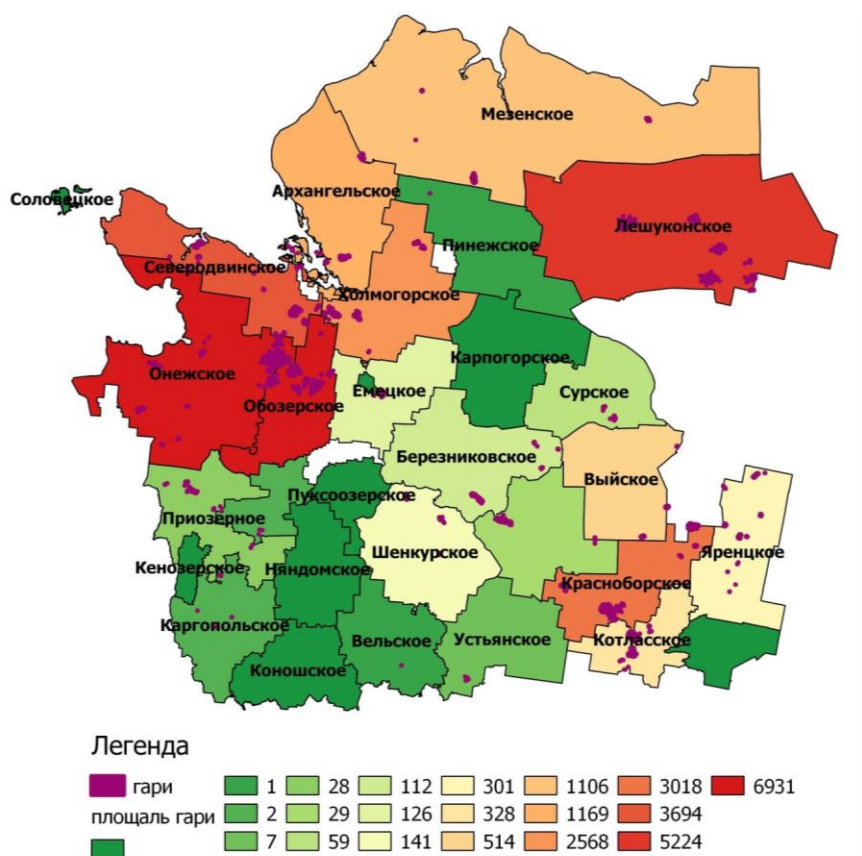 Мезенское
Соловецкое
Архангельское
Лешуконское
Пинежское
Северодвинское
Холмогорское
Карпогорское
Онежское
Емецкое
Сурское
Обозерское
Березниковское
Выйское
Пуксоозерское
Приозерное
Шенкурское
Яренцкое
Кенозерское
Няндомское
Красноборское
Каргопольское
Вельское
Устьянское
Котласское
Коношское
Легенда
гари 1 28 112 301 1106 3018 6931
площаль гари 2 29 126 328 1169 3694
7 59 141 514 2568 5224